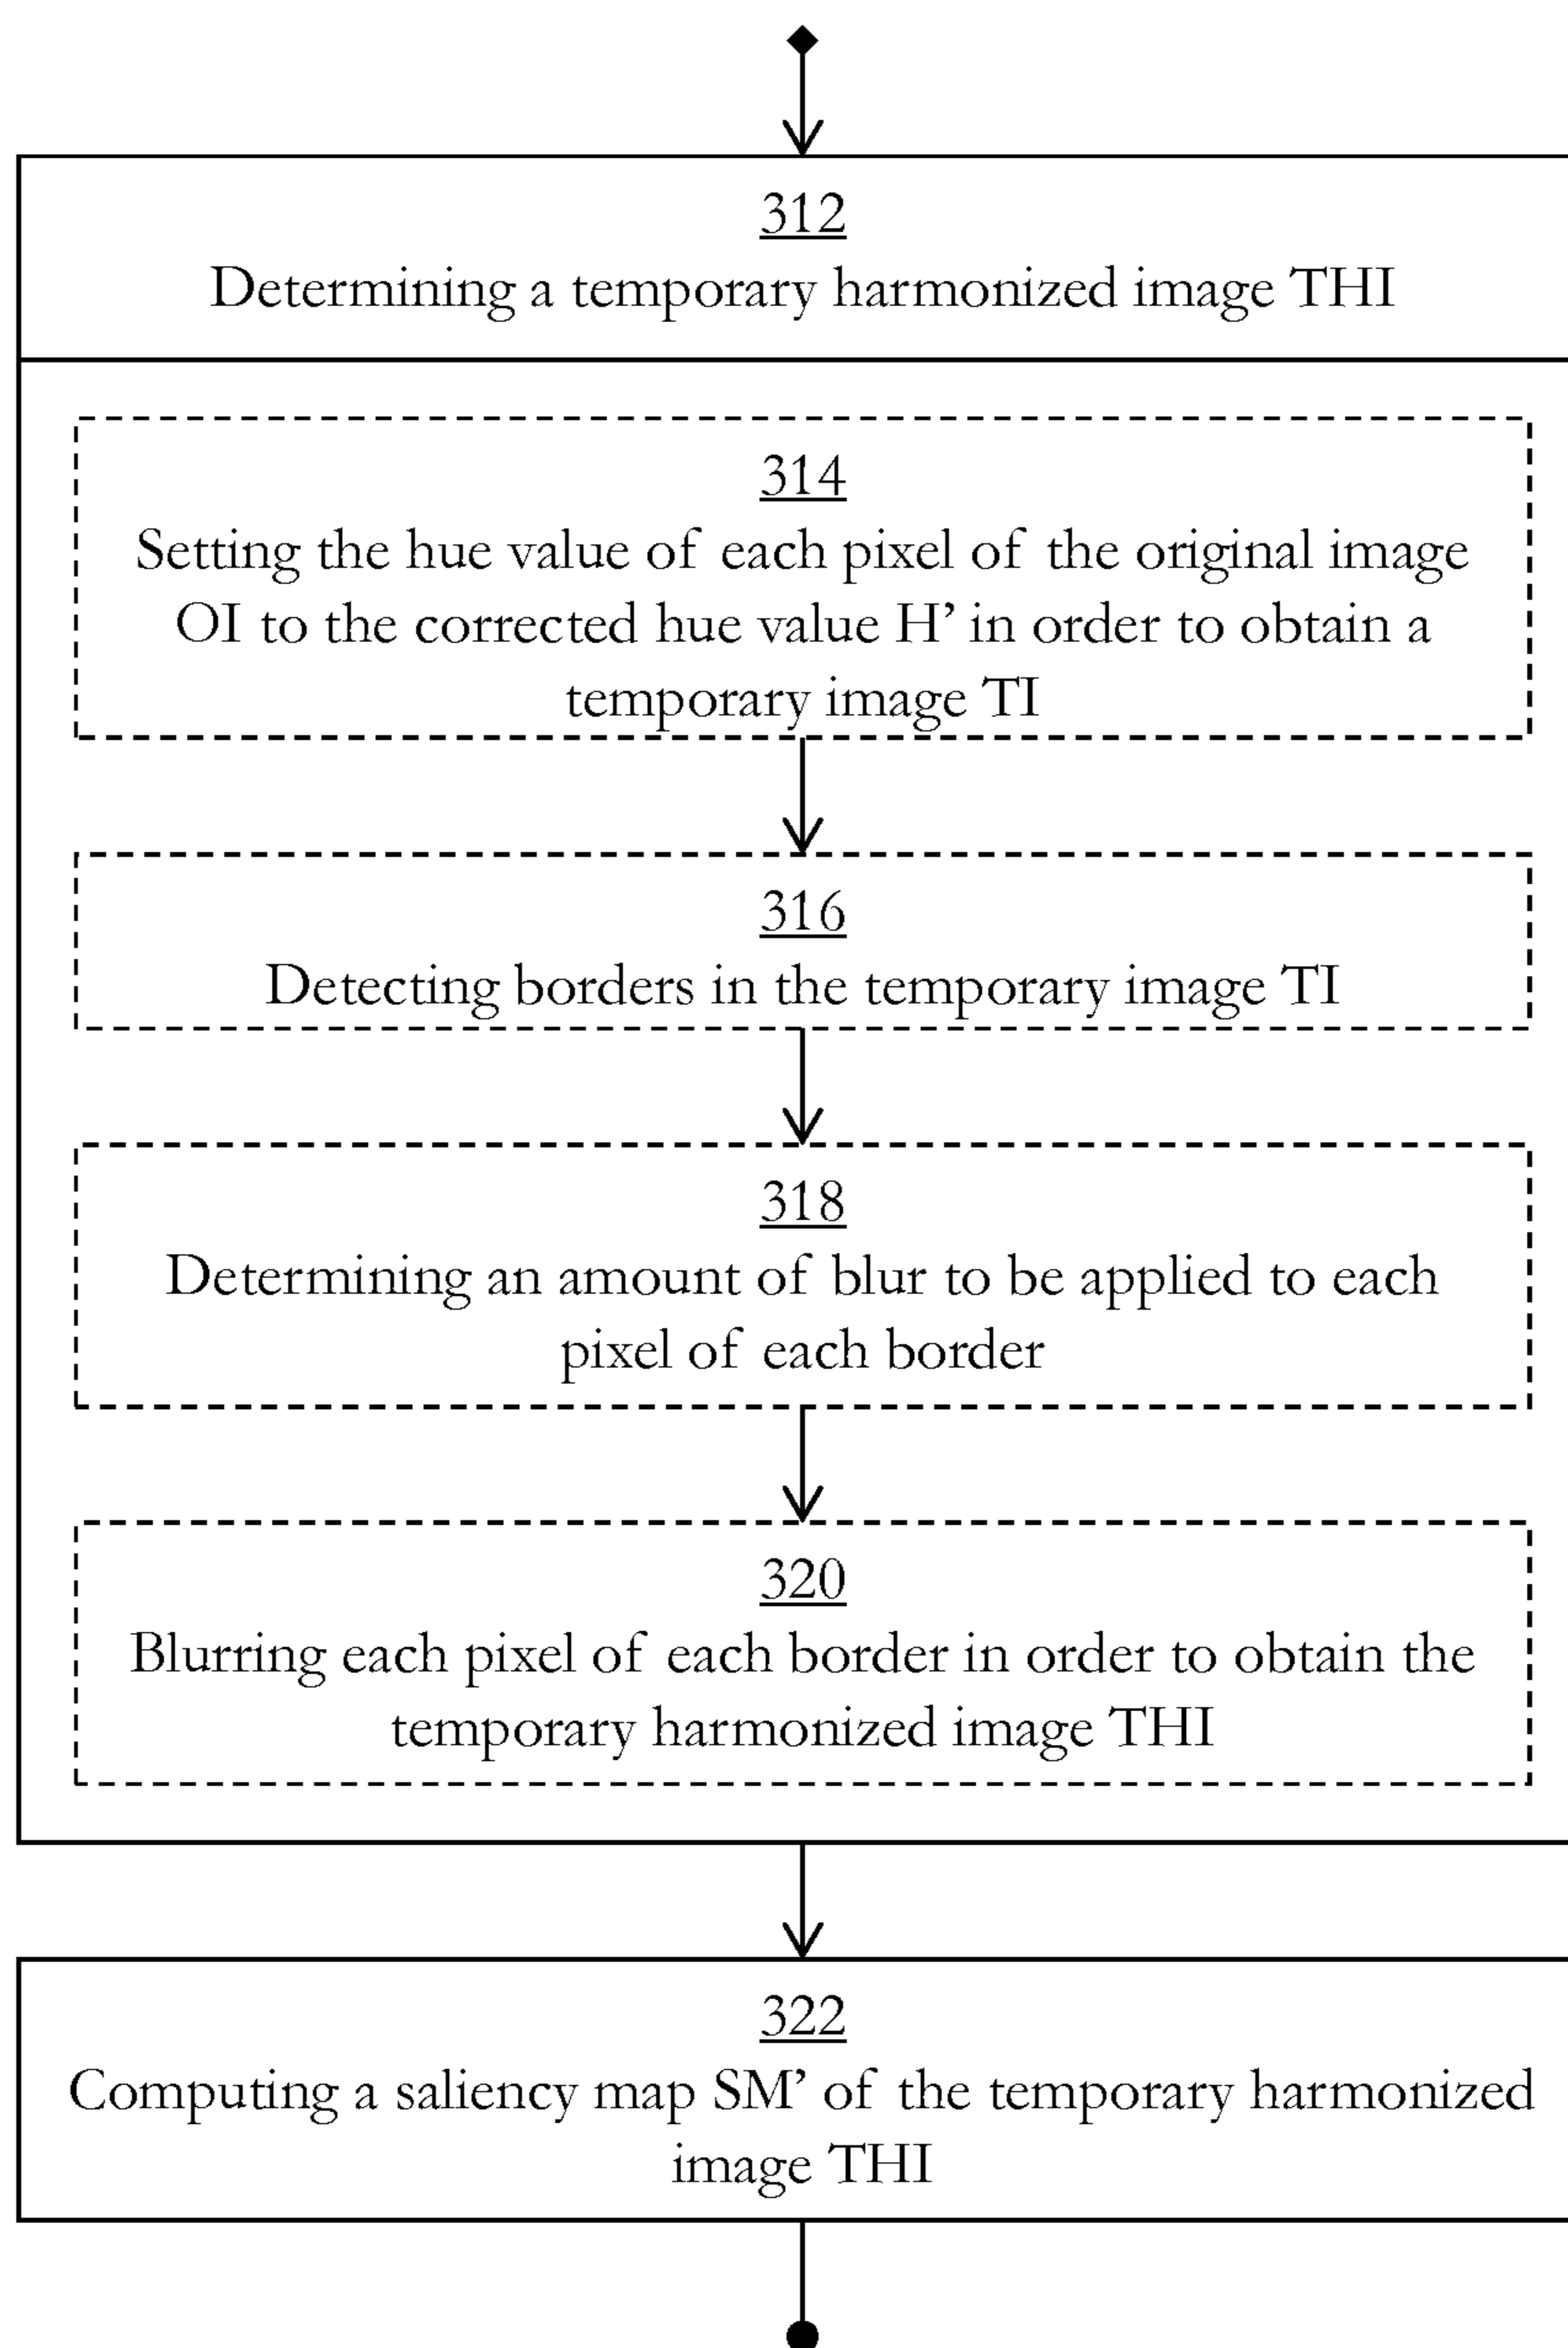 312
Determining a temporary harmonized image THI
314
Setting the hue value of each pixel of the original image
OI to the corrected hue value H’ in order to obtain a
temporary image TI
316
Detecting borders in the temporary image TI
318
Determining an amount of blur to be applied to each
pixel of each border
320
Blurring each pixel of each border in order to obtain the
temporary harmonized image THI
322
Computing a saliency map SM’ of the temporary harmonized
image THI